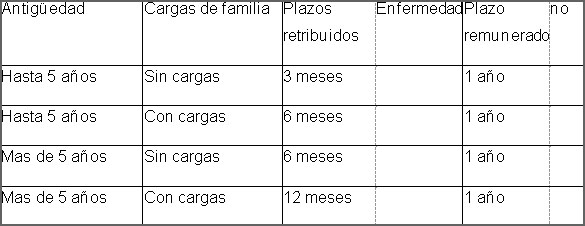 Antigüedad Cargas de familia Plazos retribuidos Enfermedad Plazo no remunerado
Hasta 5 años Sin cargas 3 meses 1 año
Hasta 5 años Con cargas 6 meses 1 año
Mas de 5 años Sin cargas 6 meses 1 año
Mas de 5 años Con cargas 12 meses 1 año